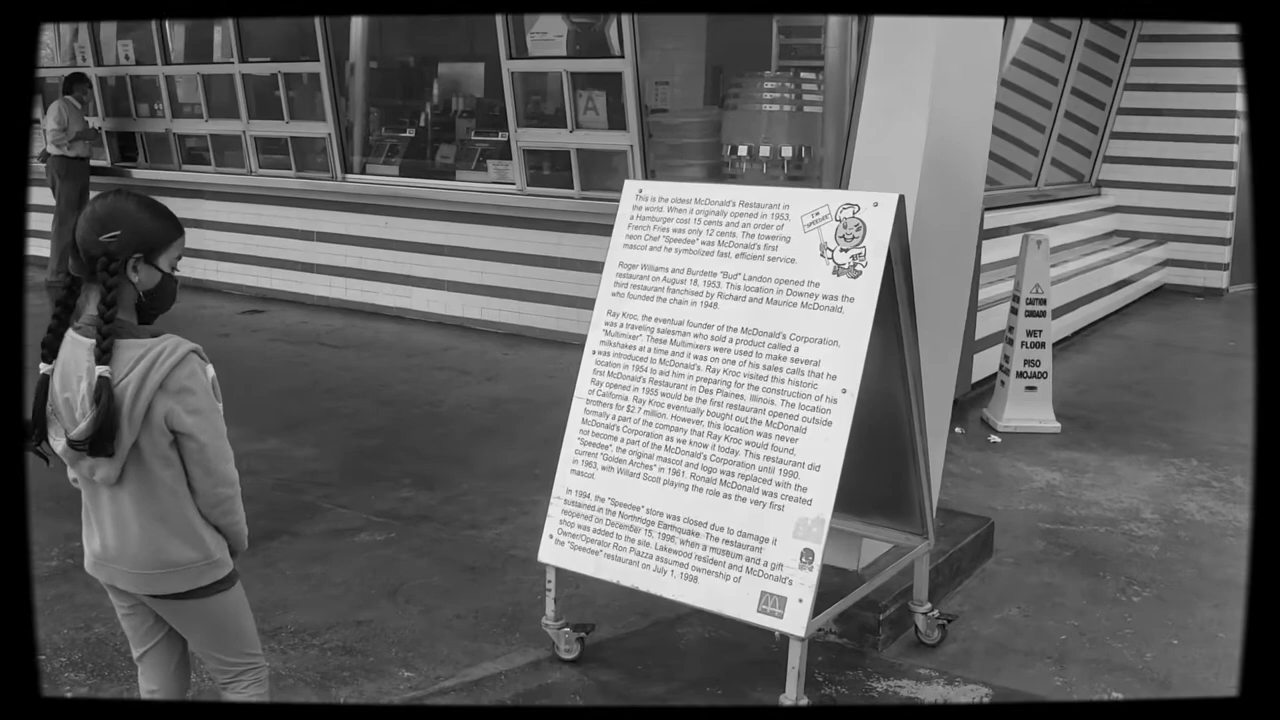 This is the oldest McDonald's Restaurant in
the world. When it originally opened in 1953,
a Hamburger cost 15 cents and an order of
French Fries was only 12 cents. The towering
neon Chef "Speedee" was McDonald's first
mascot and he symbolized fast, efficient service.
I'M
"SPEEDEE"
Roger Williams and Burdette "Bud" Landon opened the
restaurant on August 18, 1953. This location in Downey was the
third restaurant franchised by Richard and Maurice McDonald,
who founded the chain in 1948.
Ray Kroc, the eventual founder of the McDonald's Corporation,
was a traveling salesman who sold a product called a
"Multimixer". These Multimixers were used to make several
milkshakes at a time and it was on one of his sales calls that he
was introduced to McDonald's. Ray Kroc visited this historic
location in 1954 to aid him in preparing for the construction of his
first McDonald's Restaurant in Des Plaines, Illinois. The location
Ray opened in 1955 would be the first restaurant opened outside
of California. Ray Kroc eventually bought out the McDonald
brothers for $2.7 million. However, this location was never
formally a part of the company that Ray Kroc would found,
McDonald's Corporation as we know it today. This restaurant did
not become a part of the McDonald's Corporation until 1990.
"Speedee", the original mascot and logo was replaced with the
current "Golden Arches" in 1961. Ronald McDonald was created
in 1963, with Willard Scott playing the role as the very first
mascot.
In 1994, the "Speedee" store was closed due to damage it
sustained in the Northridge Earthquake. The restaurant
reopened on December 15, 1996, when a museum and a gift
shop was added to the site. Lakewood resident and McDonald's
Owner/Operator Ron Piazza assumed ownership of
the "Speedee" restaurant on July 1, 1998.
A
CAUTION
CUIDADO
WET
FLOOR
PISO
MOJADO